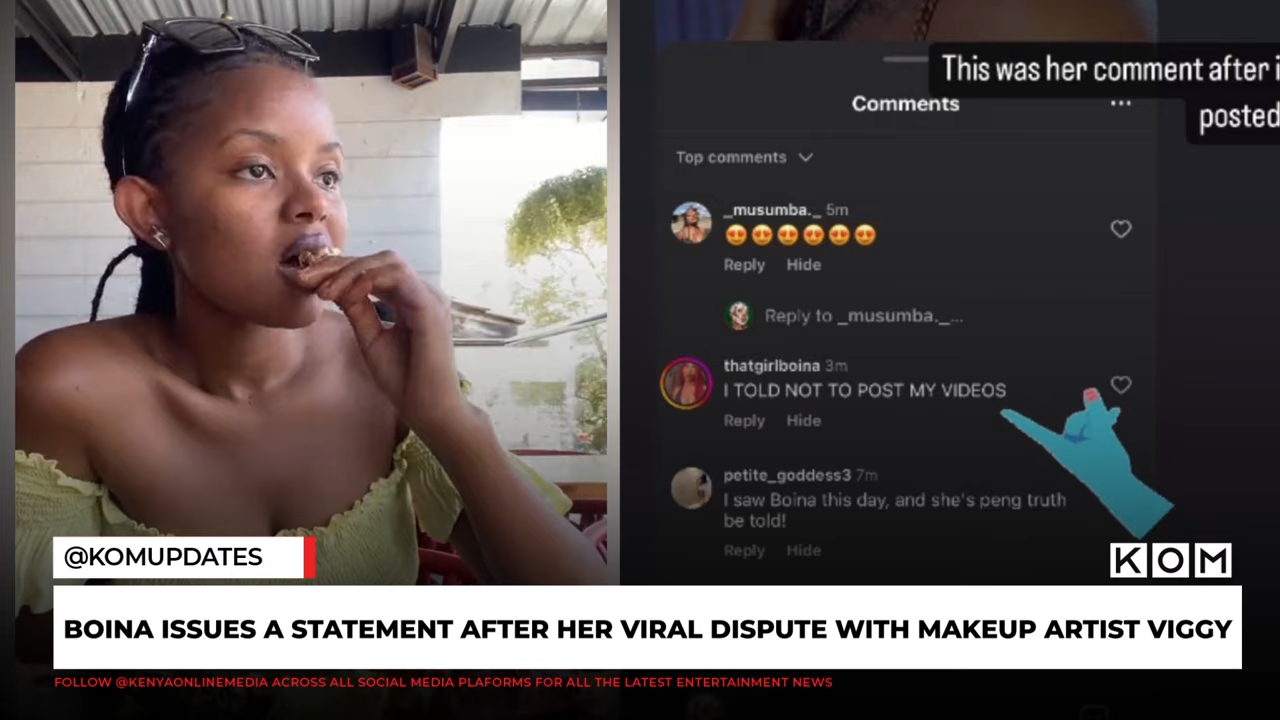 This was her comment after i
posted
Comments
Top comments
_musumba._ 5m
😍😍😍😍😍😍
Reply Hide
Reply to _musumba._...
thatgirlboina 3m
I TOLD NOT TO POST MY VIDEOS
Reply Hide
petite_goddess3 7m
I saw Boina this day, and she's peng truth
be told!
Reply Hide
@KOMUPDATES
KOM
BOINA ISSUES A STATEMENT AFTER HER VIRAL DISPUTE WITH MAKEUP ARTIST VIGGY
FOLLOW @KENYAONLINEMEDIA ACROSS ALL SOCIAL MEDIA PLAFORMS FOR ALL THE LATEST ENTERTAINMENT NEWS